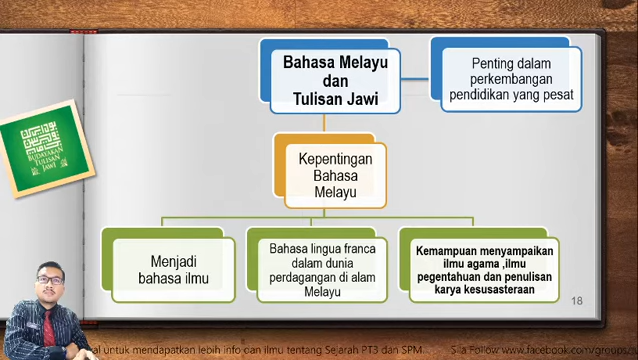 Bahasa Melayu
dan
Tulisan Jawi
Penting dalam
perkembangan
pendidikan yang pesat
BUDAYAKAN
TULISAN
JAWI
Kepentingan
Bahasa
Melayu
Menjadi
bahasa ilmu
Bahasa lingua franca
dalam dunia
perdagangan di alam
Melayu
Kemampuan menyampaikan
ilmu agama ,ilmu
pegentahuan dan penulisan
karya kesusasteraan
18
al untuk mendapatkan lebih info dan ilmu tentang Sejarah PT3 dan SPM. Sila Follow www.facebook.com/groups